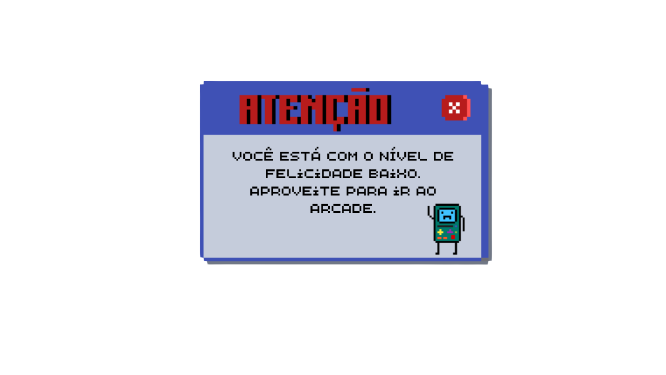 ATENÇÃO
VOCÊ ESTÁ COM O NÍVEL DE
FELiCiDADE BAiXO.
APROVEiTE PARA iR AO
ARCADE.